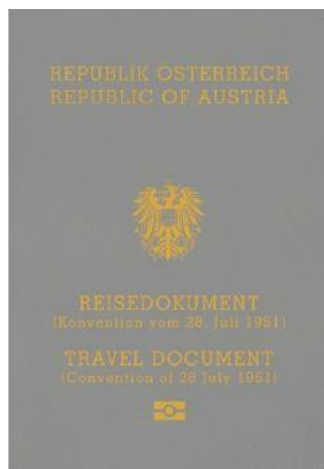 REPUBLIK ÖSTERREICH
REPUBLIC OF AUSTRIA
REISEDOKUMENT
(Konvention vom 28. Juli 1951)
TRAVEL DOCUMENT
(Convention of 28 July 1951)